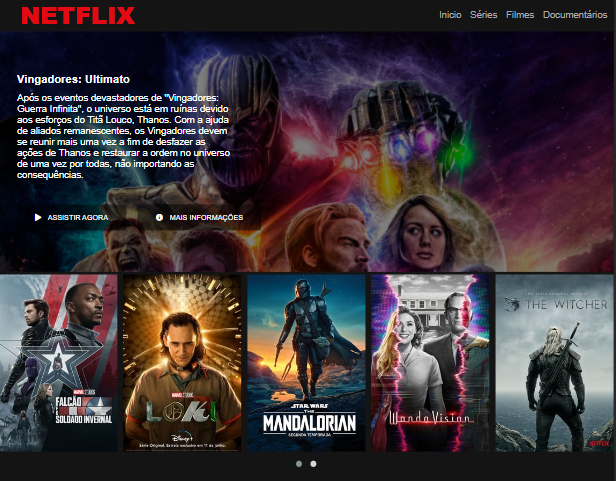 NETFLIX
Inicio Séries Filmes Documentários
Vingadores: Ultimato
Após os eventos devastadores de "Vingadores:
Guerra Infinita", o universo está em ruínas devido
aos esforços do Titã Louco, Thanos. Com a ajuda
de aliados remanescentes, os Vingadores devem
se reunir mais uma vez a fim de desfazer as
ações de Thanos e restaurar a ordem no universo
de uma vez por todas, não importando as
consequências.
ASSISTIR AGORA
MAIS INFORMAÇÕES
MARVEL STUDIOS
FALCÃO
E O
SOLDADO INVERNAL
MARVEL STUDIOS
LOKI
Disney+
Série Original. Estreia exclusiva em 11 de junho.
STAR WARS
THE
MANDALORIAN
SEGUNDA TEMPORADA
MARVEL STUDIOS
WandaVision
THE WITCHER
NETFLIX